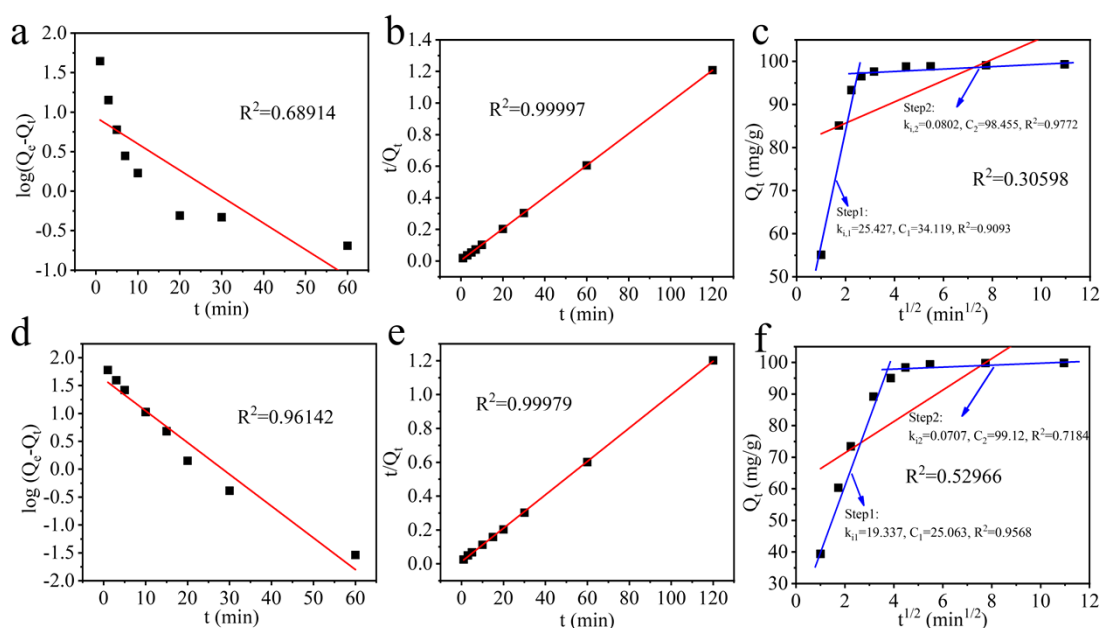 a
2.0
1.5
1.0
0.5
0.0
-0.5
-1.0
0 10 20 30 40 50 60
log(Qe-Qt)
t (min)
R²=0.68914
b
1.4
1.2
1.0
0.8
0.6
0.4
0.2
0.0
0 20 40 60 80 100 120
t/Qt
t (min)
R²=0.99997
c
100
90
80
70
60
50
0 2 4 6 8 10 12
Qt (mg/g)
t1/2 (min1/2)
Step2:
ki,2=0.0802, C2=98.455, R²=0.9772
R²=0.30598
Step1:
ki,1=25.427, C1=34.119, R²=0.9093
d
2.0
1.5
1.0
0.5
0.0
-0.5
-1.0
-1.5
-2.0
0 10 20 30 40 50 60
log (Qe-Qt)
t (min)
R²=0.96142
e
1.2
1.0
0.8
0.6
0.4
0.2
0.0
0 20 40 60 80 100 120
t/Qt
t (min)
R²=0.99979
f
100
90
80
70
60
50
40
30
0 2 4 6 8 10 12
Qt (mg/g)
t1/2 (min1/2)
Step2:
ki2=0.0707, C2=99.12, R²=0.7184
R²=0.52966
Step1:
ki1=19.337, C1=25.063, R²=0.9568